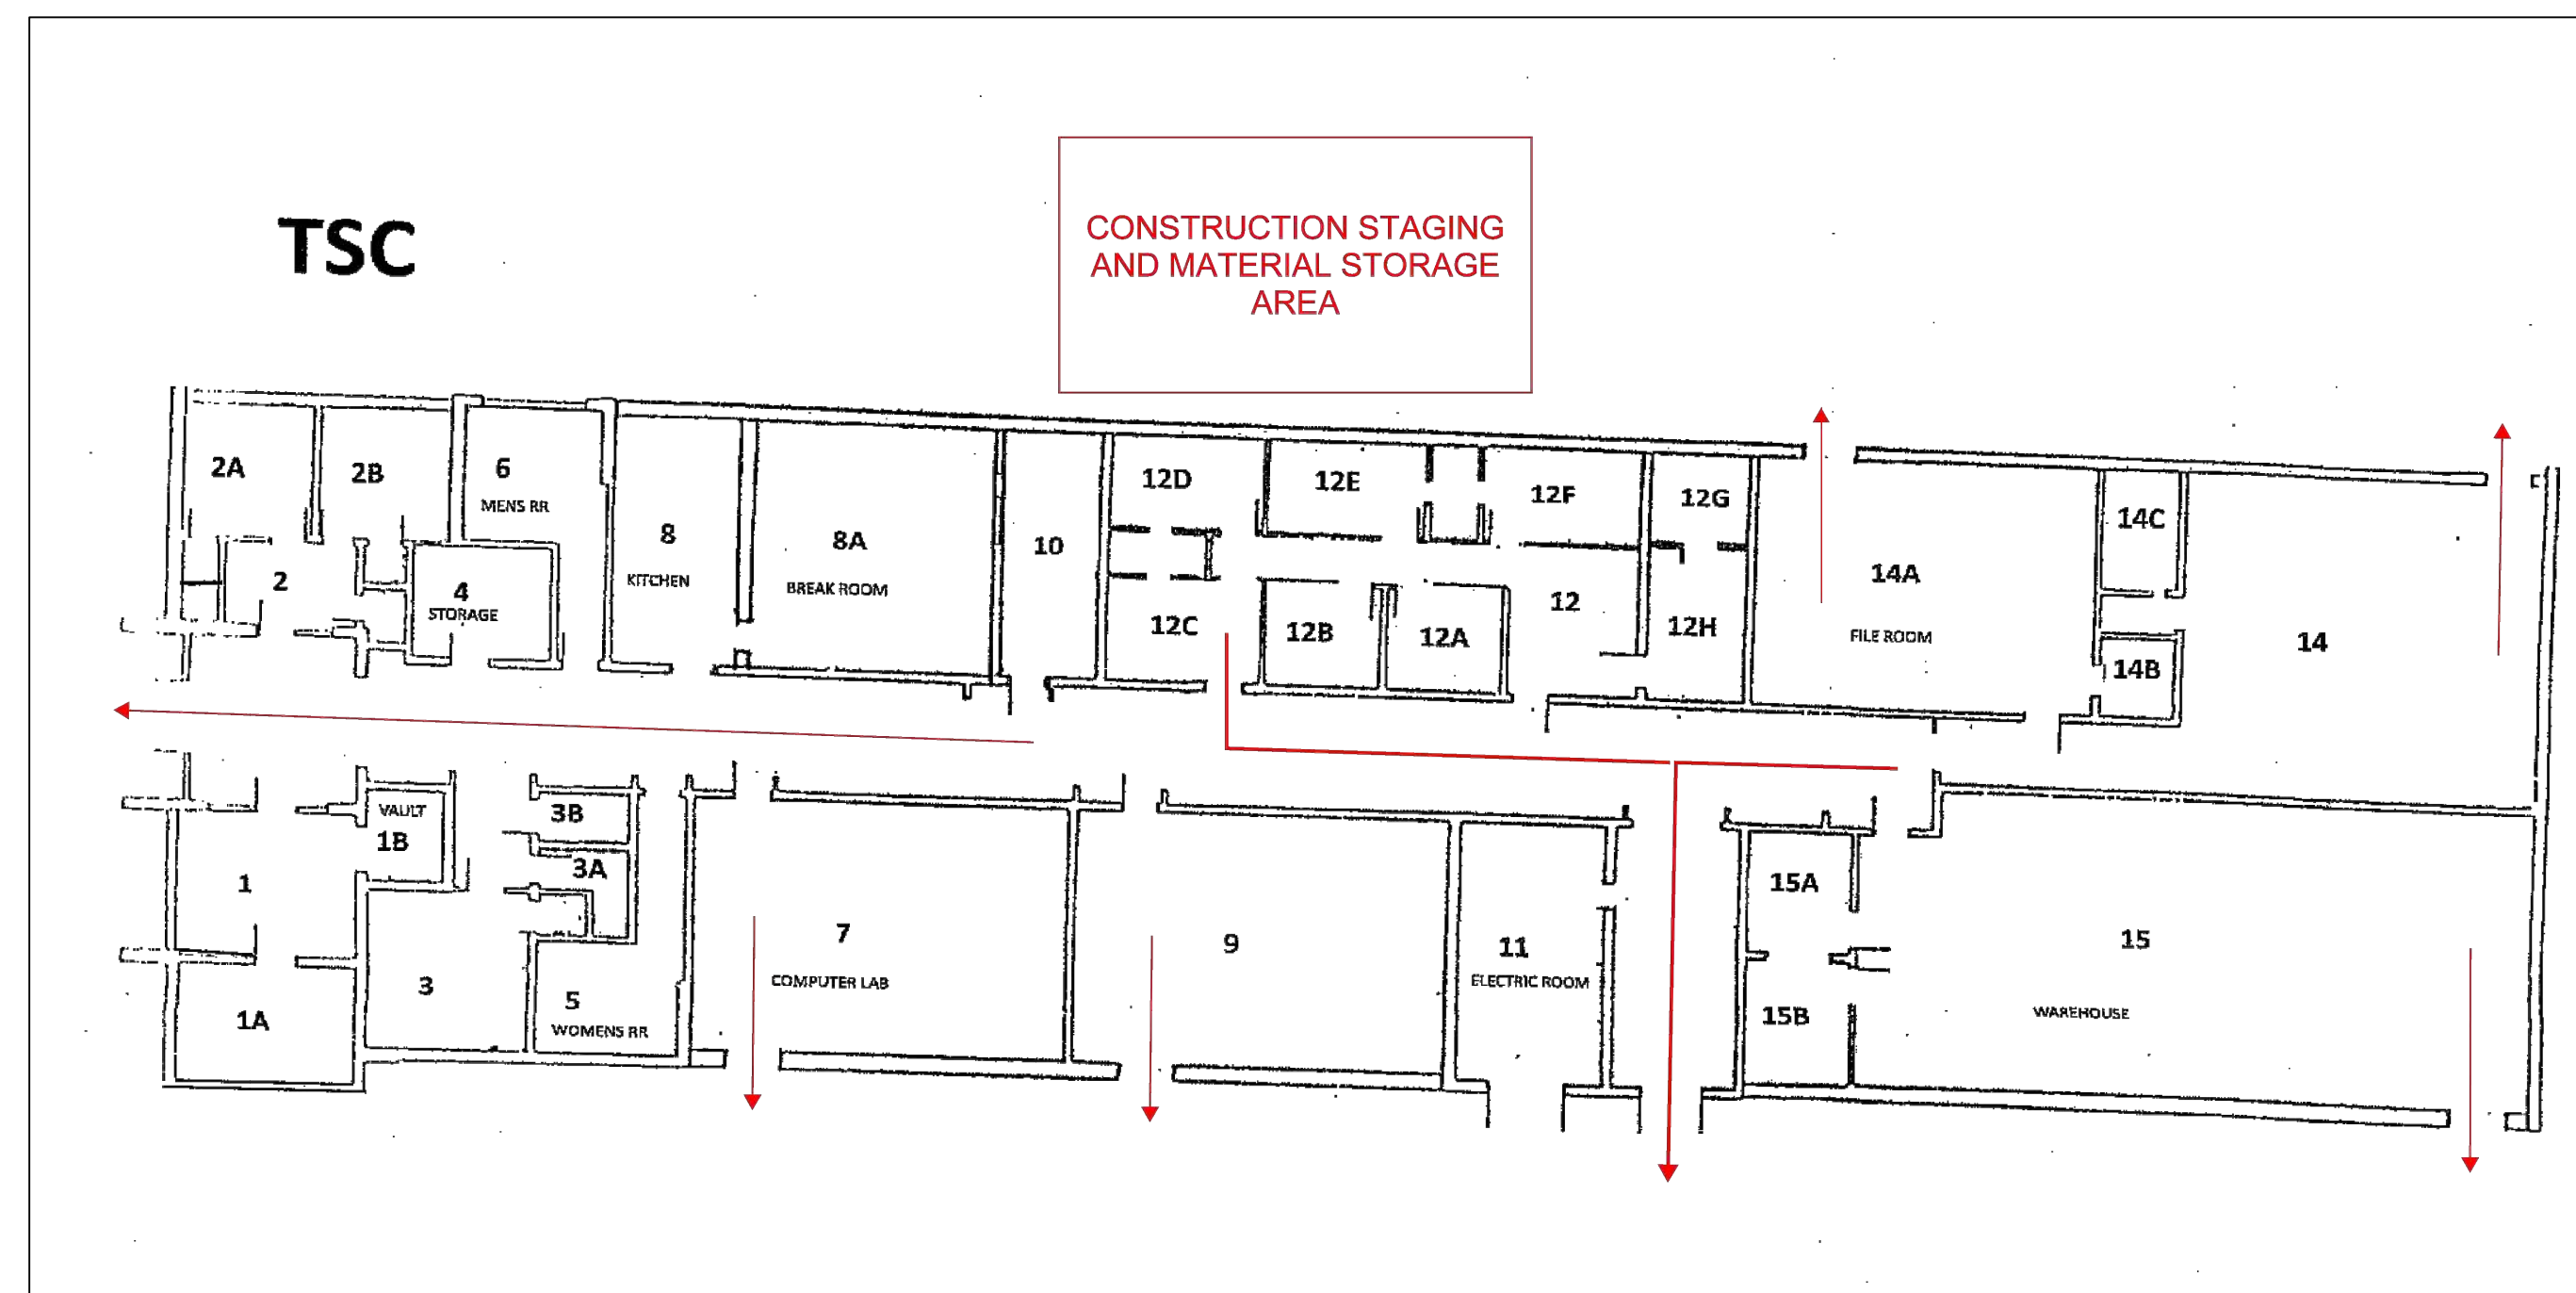 TSC
CONSTRUCTION STAGING
AND MATERIAL STORAGE
AREA
2A
2B
6
MENS RR
2
4
STORAGE
8
KITCHEN
8A
BREAK ROOM
10
12D
12E
12F
12G
12C
12B
12A
12
12H
14A
FILE ROOM
14C
14B
14
VAULT
1B
1
1A
3B
3A
3
5
WOMENS RR
7
COMPUTER LAB
9
11
ELECTRIC ROOM
15A
15B
15
WAREHOUSE